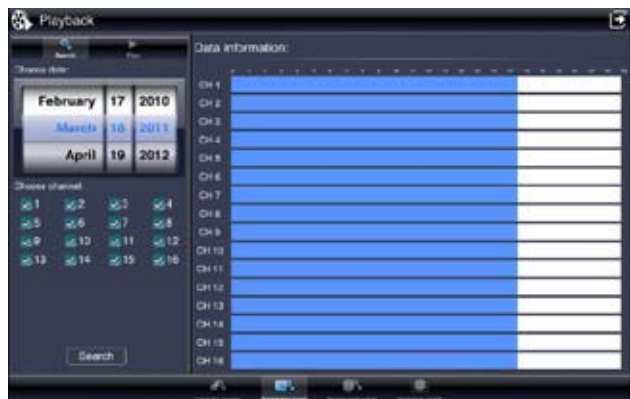 Playback
Search Play
Data information:
Choose date:
February 17 2010
March 18 2011
April 19 2012
Choose channel
1 2 3 4
5 6 7 8
9 10 11 12
13 14 15 16
Search
CH 1
CH 2
CH 3
CH 4
CH 5
CH 6
CH 7
CH 8
CH 9
CH 10
CH 11
CH 12
CH 13
CH 14
CH 15
CH 16